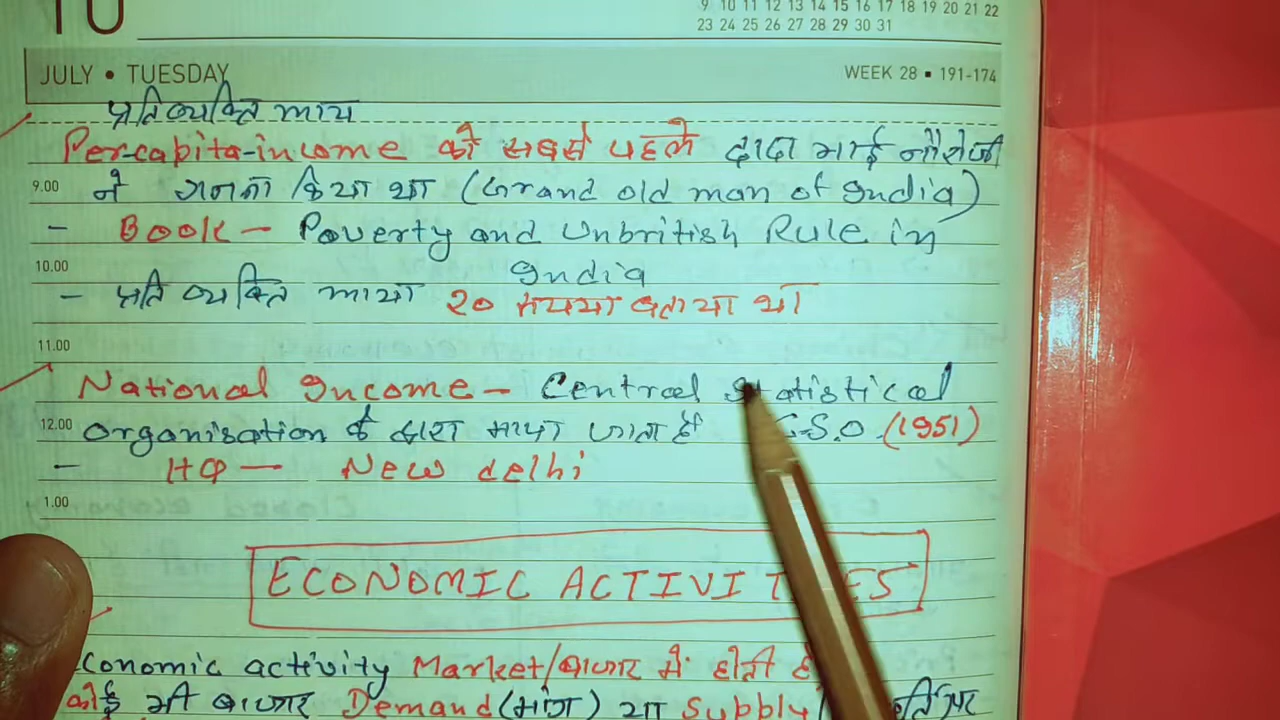 10
9 10 11 12 13 14 15 16 17 18 19 20 21 22
23 24 25 26 27 28 29 30 31
JULY • TUESDAY
WEEK 28 ▪ 191-174
प्रति व्यक्ति आय
Per-capita-income को सबसे पहले दादा भाई नौरोजी
9.00 ने गणना किया था (Grand old man of India)
- Book - Poverty and Unbritish Rule in
10.00 India
- प्रति व्यक्ति आया २० रूपया बताया था
11.00
National Income - Central Statistical
12.00 Organisation के द्वारा मापा जाता है C.S.O. (1951)
- HQ - New delhi
1.00
ECONOMIC ACTIVITIES
Economic activity Market/बाजार में होती है
कोई भी बाजार Demand (मांग) या Supply